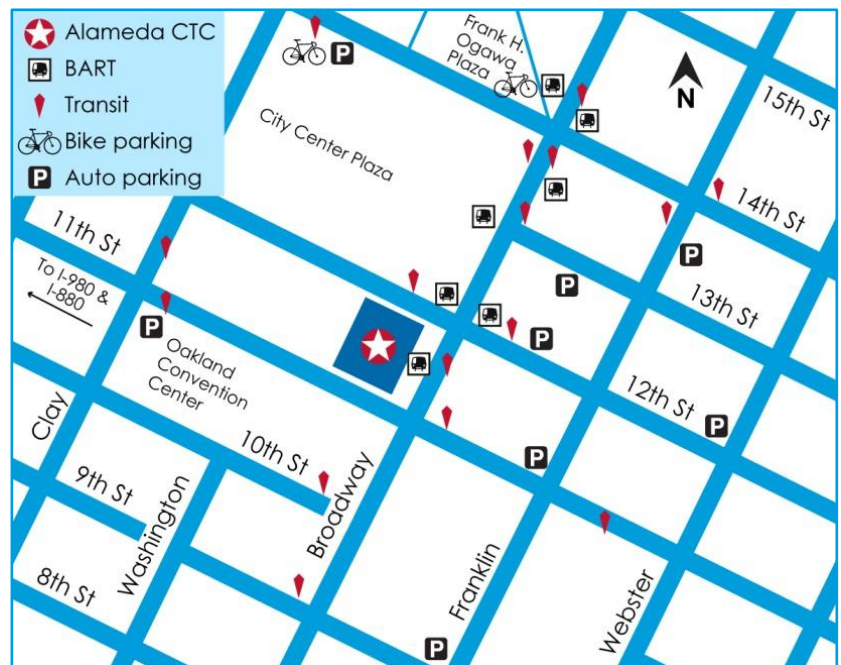 Alameda CTC
BART
Transit
Bike parking
P Auto parking
P
Frank H.
Ogawa
Plaza
N
15th St
City Center Plaza
14th St
11th St
P
13th St
To I-980 &
I-880
P
P
P
Oakland
Convention
Center
12th St
P
Clay
10th St
P
9th St
Washington
Broadway
Franklin
Webster
8th St
P